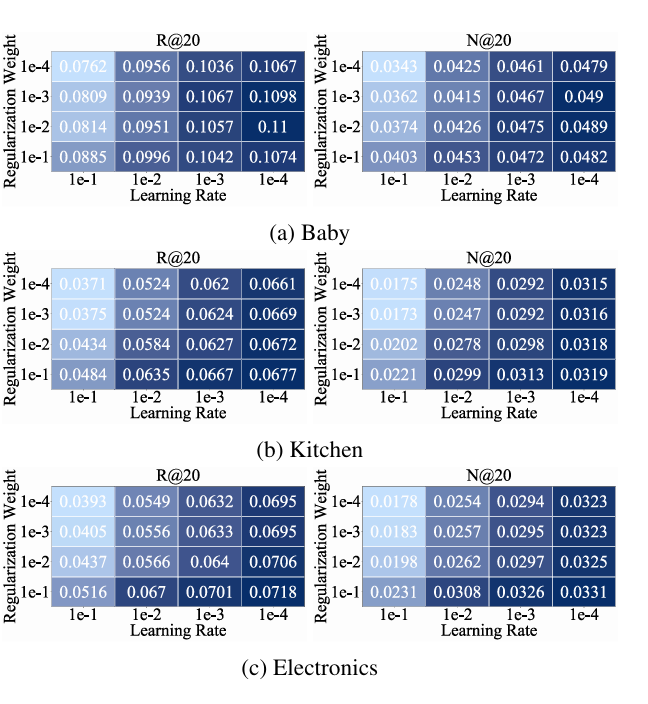 R@20 N@20
Regularization Weight Regularization Weight
1e-4 0.0762 0.0956 0.1036 0.1067 1e-4 0.0343 0.0425 0.0461 0.0479
1e-3 0.0809 0.0939 0.1067 0.1098 1e-3 0.0362 0.0415 0.0467 0.049
1e-2 0.0814 0.0951 0.1057 0.11 1e-2 0.0374 0.0426 0.0475 0.0489
1e-1 0.0885 0.0996 0.1042 0.1074 1e-1 0.0403 0.0453 0.0472 0.0482
1e-1 1e-2 1e-3 1e-4 1e-1 1e-2 1e-3 1e-4
Learning Rate Learning Rate
(a) Baby
R@20 N@20
Regularization Weight Regularization Weight
1e-4 0.0371 0.0524 0.062 0.0661 1e-4 0.0175 0.0248 0.0292 0.0315
1e-3 0.0375 0.0524 0.0624 0.0669 1e-3 0.0173 0.0247 0.0292 0.0316
1e-2 0.0434 0.0584 0.0627 0.0672 1e-2 0.0202 0.0278 0.0298 0.0318
1e-1 0.0484 0.0635 0.0667 0.0677 1e-1 0.0221 0.0299 0.0313 0.0319
1e-1 1e-2 1e-3 1e-4 1e-1 1e-2 1e-3 1e-4
Learning Rate Learning Rate
(b) Kitchen
R@20 N@20
Regularization Weight Regularization Weight
1e-4 0.0393 0.0549 0.0632 0.0695 1e-4 0.0178 0.0254 0.0294 0.0323
1e-3 0.0405 0.0556 0.0633 0.0695 1e-3 0.0183 0.0257 0.0295 0.0323
1e-2 0.0437 0.0566 0.064 0.0706 1e-2 0.0198 0.0262 0.0297 0.0325
1e-1 0.0516 0.067 0.0701 0.0718 1e-1 0.0231 0.0308 0.0326 0.0331
1e-1 1e-2 1e-3 1e-4 1e-1 1e-2 1e-3 1e-4
Learning Rate Learning Rate
(c) Electronics